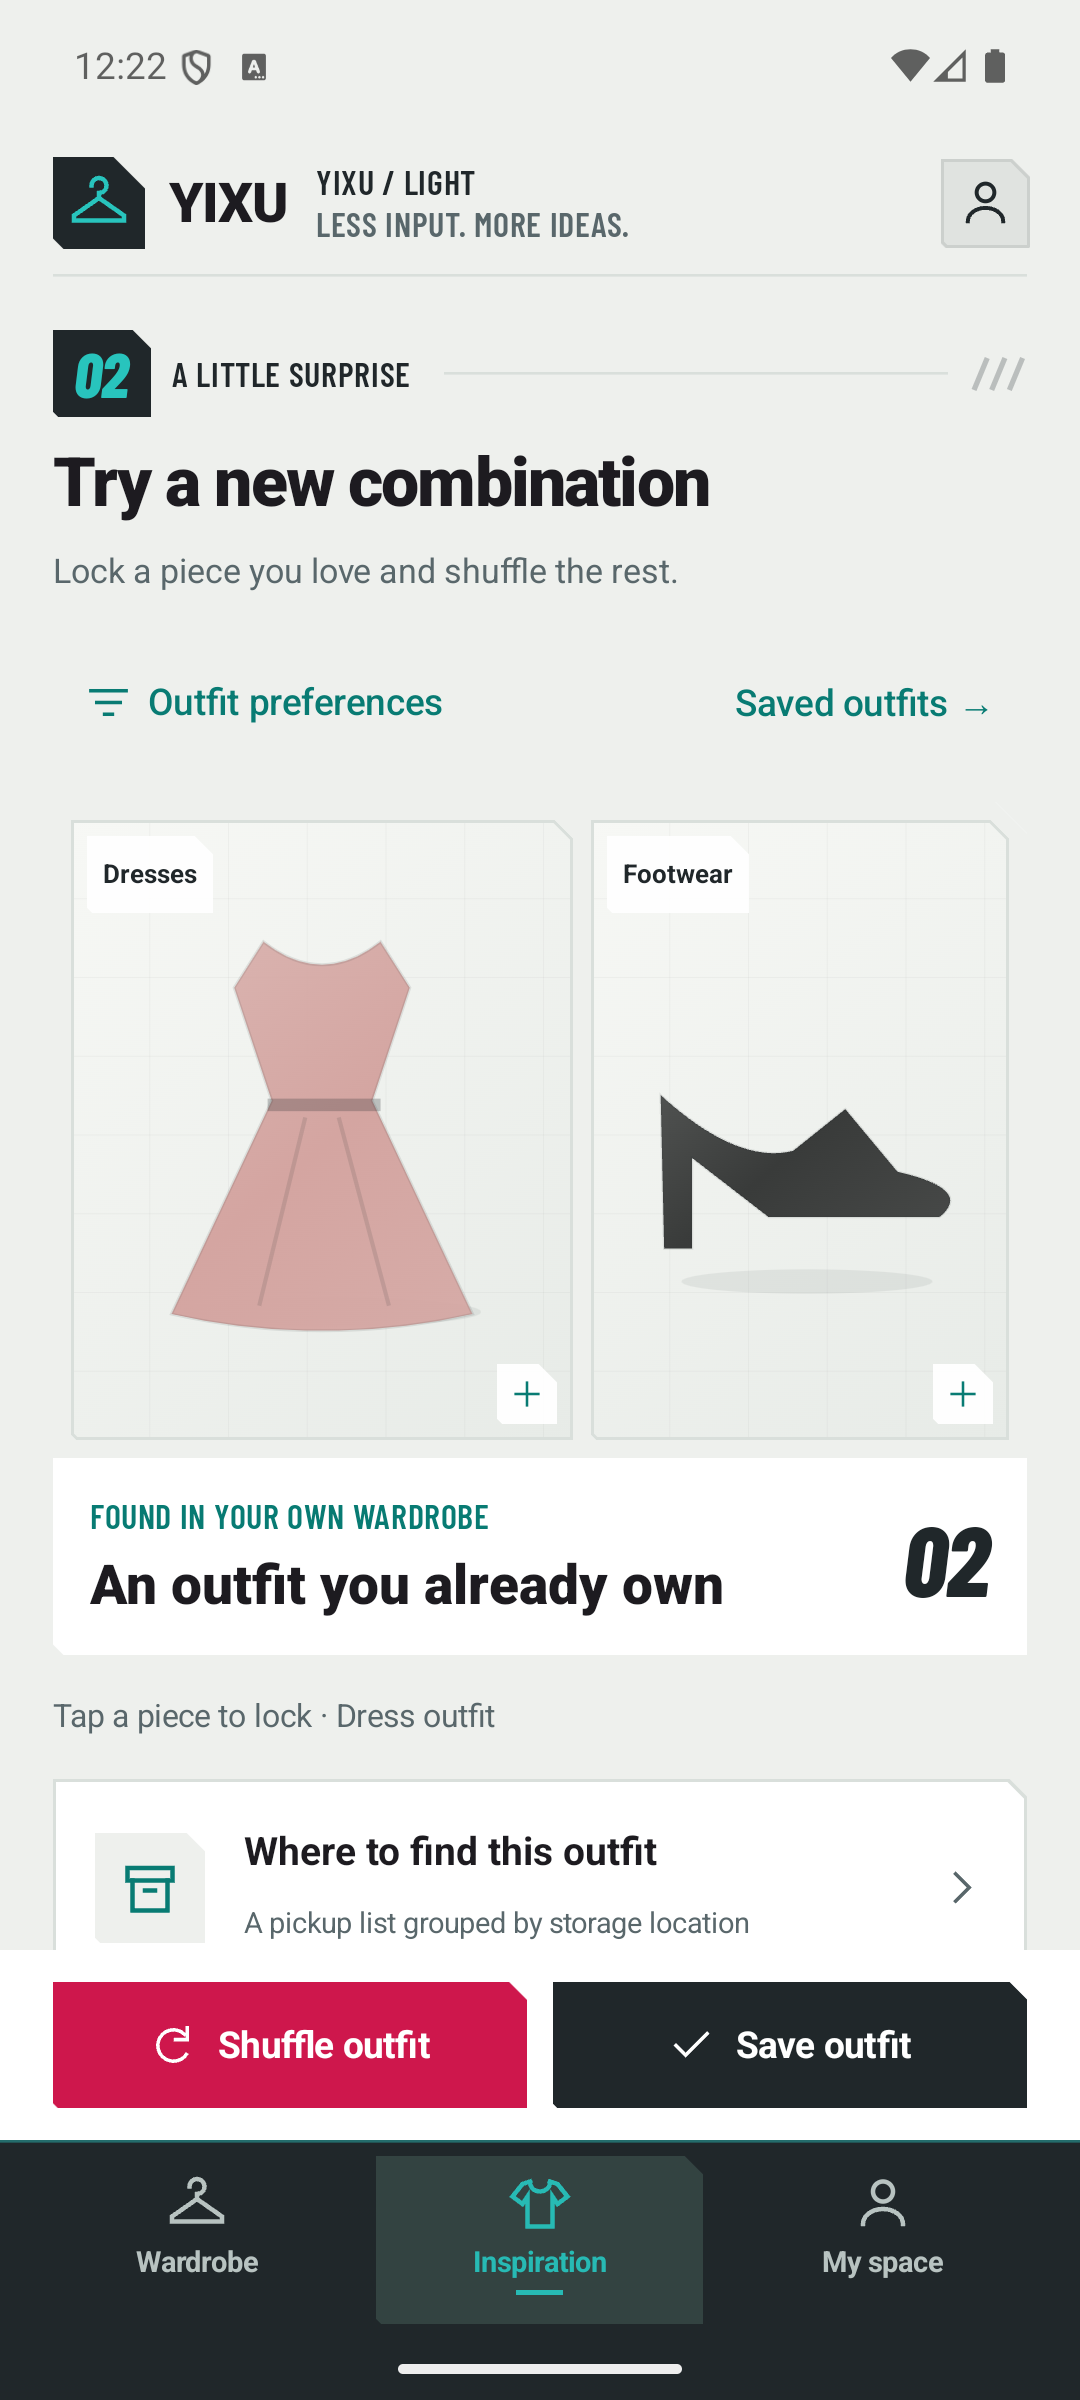 12:22
YIXU
YIXU / LIGHT
LESS INPUT. MORE IDEAS.
02
A LITTLE SURPRISE
Try a new combination
Lock a piece you love and shuffle the rest.
Outfit preferences
Saved outfits →
Dresses
Footwear
FOUND IN YOUR OWN WARDROBE
An outfit you already own
02
Tap a piece to lock · Dress outfit
Where to find this outfit
A pickup list grouped by storage location
Shuffle outfit
Save outfit
Wardrobe
Inspiration
My space